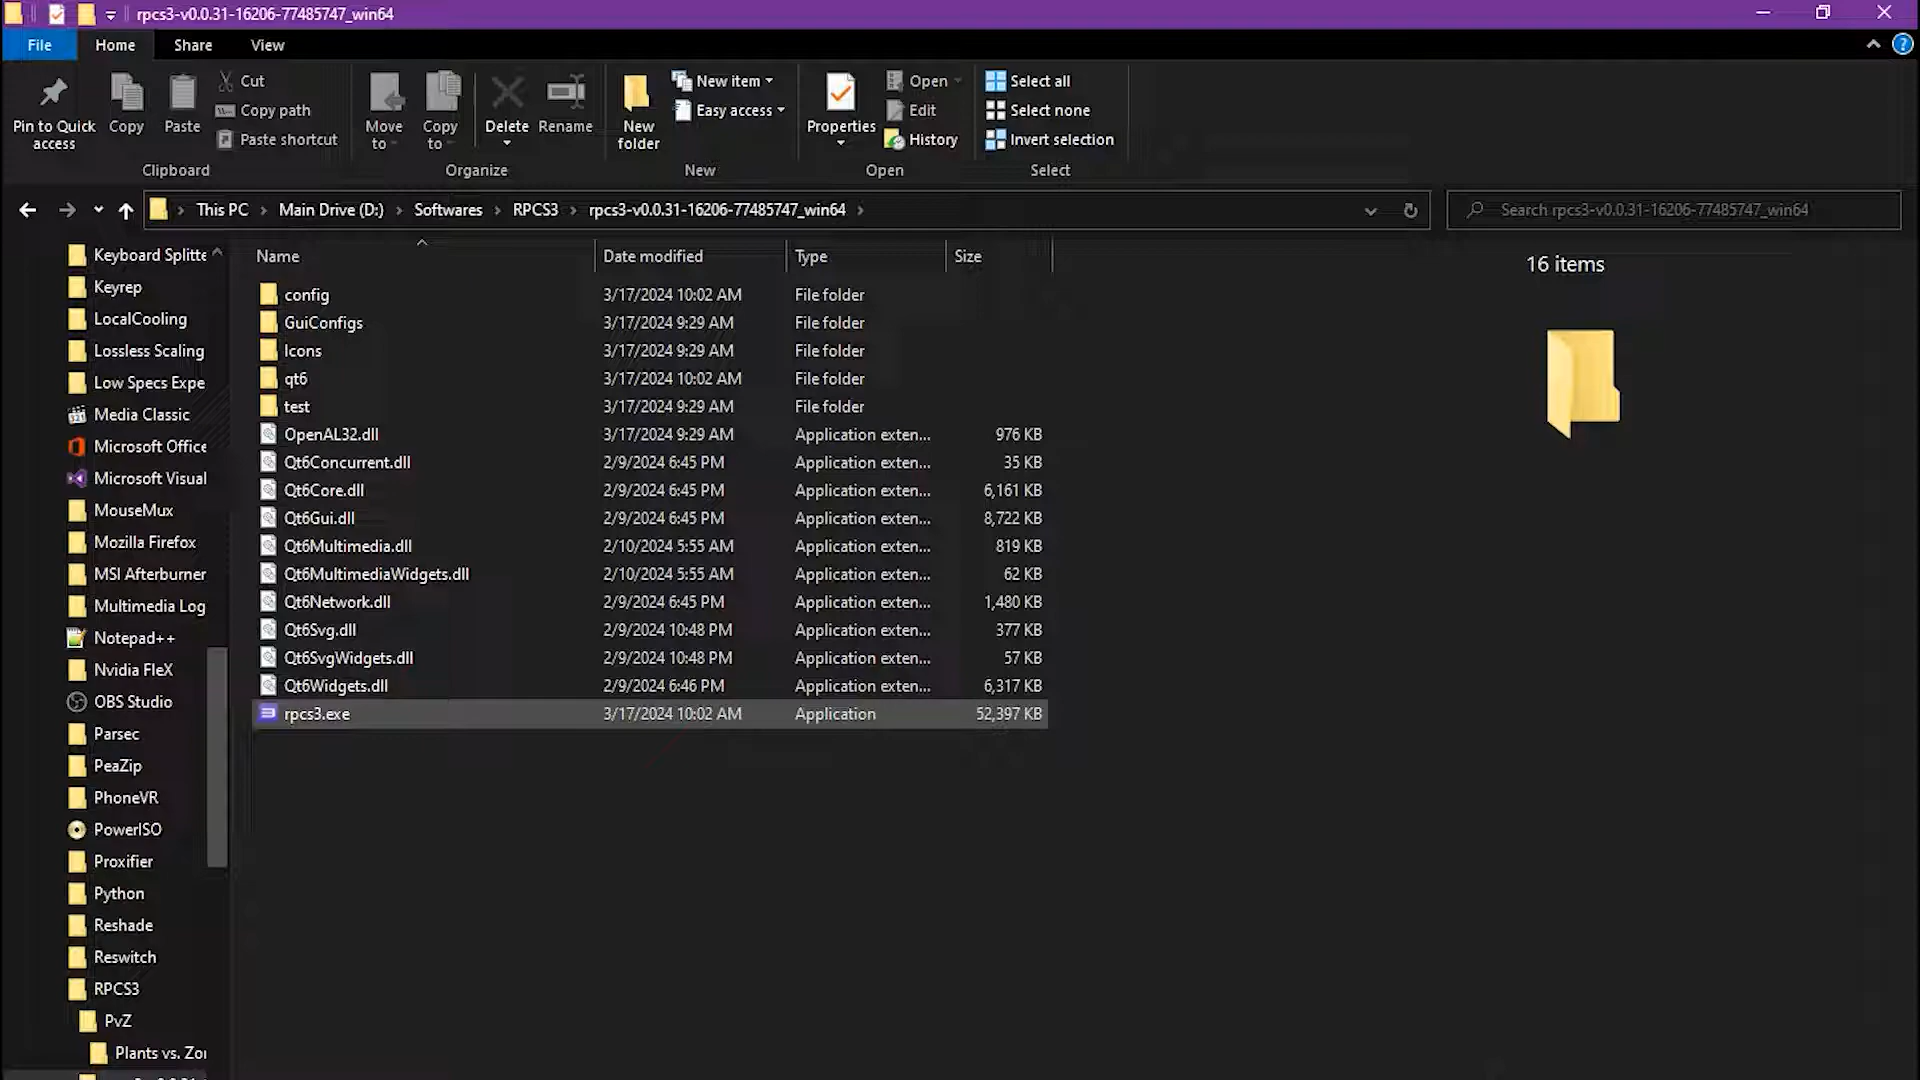 rpcs3-v0.0.31-16206-77485747_win64
File Home Share View
Pin to Quick access
Copy
Paste
Cut
Copy path
Paste shortcut
Clipboard
Move to
Copy to
Delete
Rename
Organize
New folder
New item
Easy access
New
Properties
Open
Edit
History
Open
Select all
Select none
Invert selection
Select
This PC Main Drive (D:) Softwares RPCS3 rpcs3-v0.0.31-16206-77485747_win64
Search rpcs3-v0.0.31-16206-77485747_win64
Keyboard Splitte
Keyrep
LocalCooling
Lossless Scaling
Low Specs Expe
Media Classic
Microsoft Office
Microsoft Visual
MouseMux
Mozilla Firefox
MSI Afterburner
Multimedia Log
Notepad++
Nvidia FleX
OBS Studio
Parsec
PeaZip
PhoneVR
PowerISO
Proxifier
Python
Reshade
Reswitch
RPCS3
PvZ
Plants vs. Zor
Name Date modified Type Size
config 3/17/2024 10:02 AM File folder
GuiConfigs 3/17/2024 9:29 AM File folder
Icons 3/17/2024 9:29 AM File folder
qt6 3/17/2024 10:02 AM File folder
test 3/17/2024 9:29 AM File folder
OpenAL32.dll 3/17/2024 9:29 AM Application exten... 976 KB
Qt6Concurrent.dll 2/9/2024 6:45 PM Application exten... 35 KB
Qt6Core.dll 2/9/2024 6:45 PM Application exten... 6,161 KB
Qt6Gui.dll 2/9/2024 6:45 PM Application exten... 8,722 KB
Qt6Multimedia.dll 2/10/2024 5:55 AM Application exten... 819 KB
Qt6MultimediaWidgets.dll 2/10/2024 5:55 AM Application exten... 62 KB
Qt6Network.dll 2/9/2024 6:45 PM Application exten... 1,480 KB
Qt6Svg.dll 2/9/2024 10:48 PM Application exten... 377 KB
Qt6SvgWidgets.dll 2/9/2024 10:48 PM Application exten... 57 KB
Qt6Widgets.dll 2/9/2024 6:46 PM Application exten... 6,317 KB
rpcs3.exe 3/17/2024 10:02 AM Application 52,397 KB
16 items